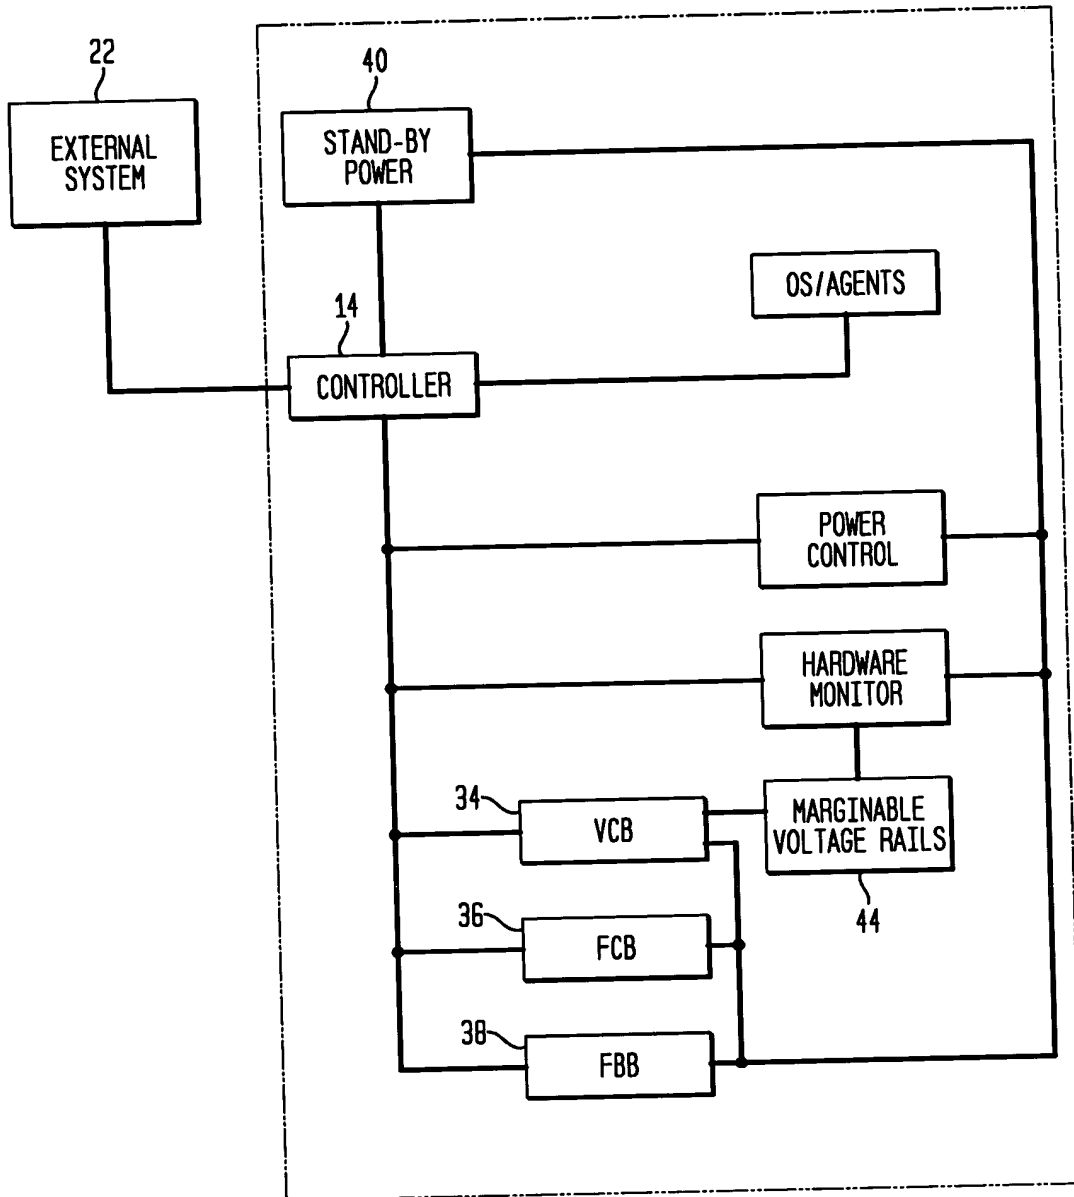 22
EXTERNAL
SYSTEM
40
STAND-BY
POWER
OS/AGENTS
14
CONTROLLER
POWER
CONTROL
HARDWARE
MONITOR
34
VCB
MARGINABLE
VOLTAGE RAILS
44
36
FCB
38
FBB